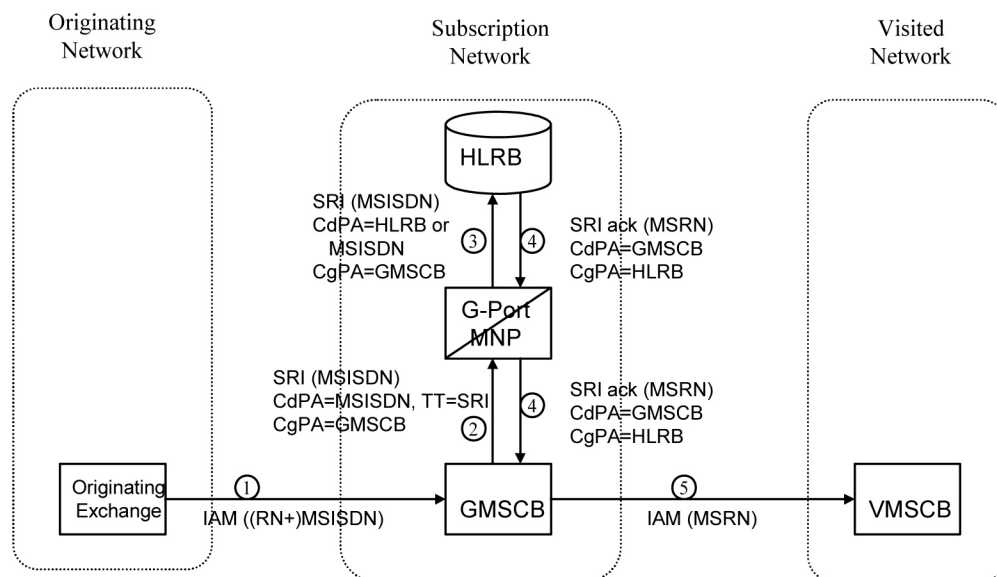 Originating
Network
Subscription
Network
Visited
Network
HLRB
SRI (MSISDN)
CdPA=HLRB or
MSISDN
CgPA=GMSCB
3
4
SRI ack (MSRN)
CdPA=GMSCB
CgPA=HLRB
G-Port
MNP
SRI (MSISDN)
CdPA=MSISDN, TT=SRI
CgPA=GMSCB
2
4
SRI ack (MSRN)
CdPA=GMSCB
CgPA=HLRB
Originating
Exchange
1
IAM ((RN+)MSISDN)
GMSCB
5
IAM (MSRN)
VMSCB